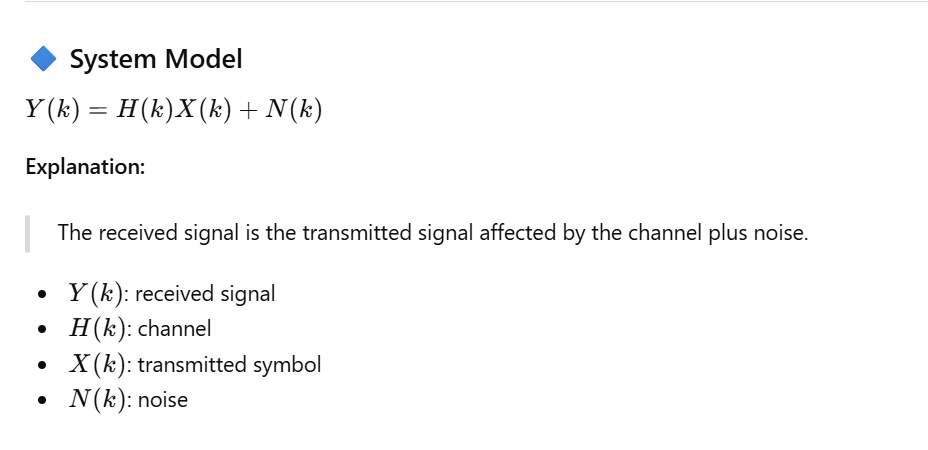 System Model
Y(k) = H(k)X(k) + N(k)
Explanation:
The received signal is the transmitted signal affected by the channel plus noise.
• Y(k): received signal
• H(k): channel
• X(k): transmitted symbol
• N(k): noise